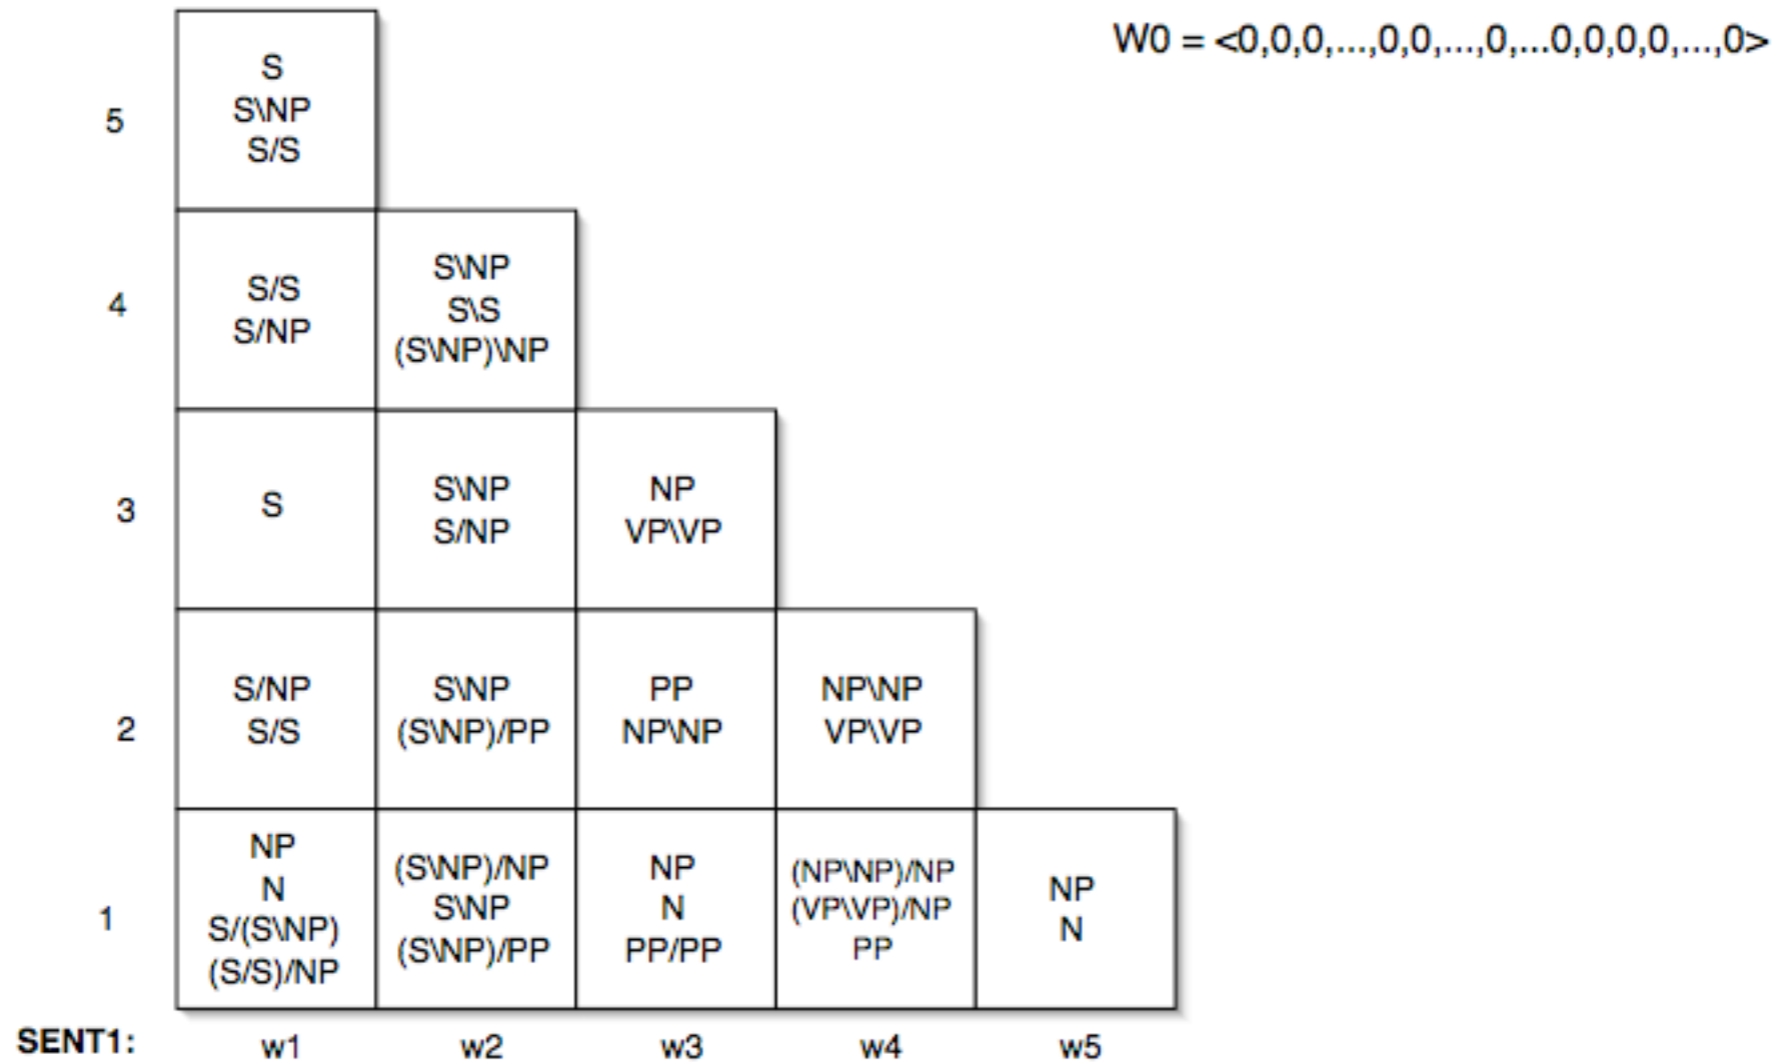 W0 = <0,0,0,...,0,0,...,0,...0,0,0,0,...,0>
5
S
S\NP
S/S
4
S/S
S/NP
S\NP
S\S
(S\NP)\NP
3
S
S\NP
S/NP
NP
VP\VP
2
S/NP
S/S
S\NP
(S\NP)/PP
PP
NP\NP
NP\NP
VP\VP
1
NP
N
S/(S\NP)
(S/S)/NP
(S\NP)/NP
S\NP
(S\NP)/PP
NP
N
PP/PP
(NP\NP)/NP
(VP\VP)/NP
PP
NP
N
SENT1: w1 w2 w3 w4 w5